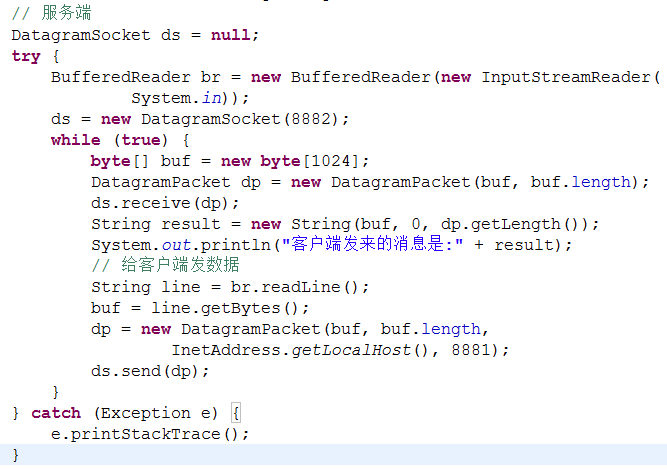 // 服务端
DatagramSocket ds = null;
try {
    BufferedReader br = new BufferedReader(new InputStreamReader(
            System.in));
    ds = new DatagramSocket(8882);
    while (true) {
        byte[] buf = new byte[1024];
        DatagramPacket dp = new DatagramPacket(buf, buf.length);
        ds.receive(dp);
        String result = new String(buf, 0, dp.getLength());
        System.out.println("客户端发来的消息是:" + result);
        // 给客户端发数据
        String line = br.readLine();
        buf = line.getBytes();
        dp = new DatagramPacket(buf, buf.length,
                InetAddress.getLocalHost(), 8881);
        ds.send(dp);
    }
} catch (Exception e) {
    e.printStackTrace();
}